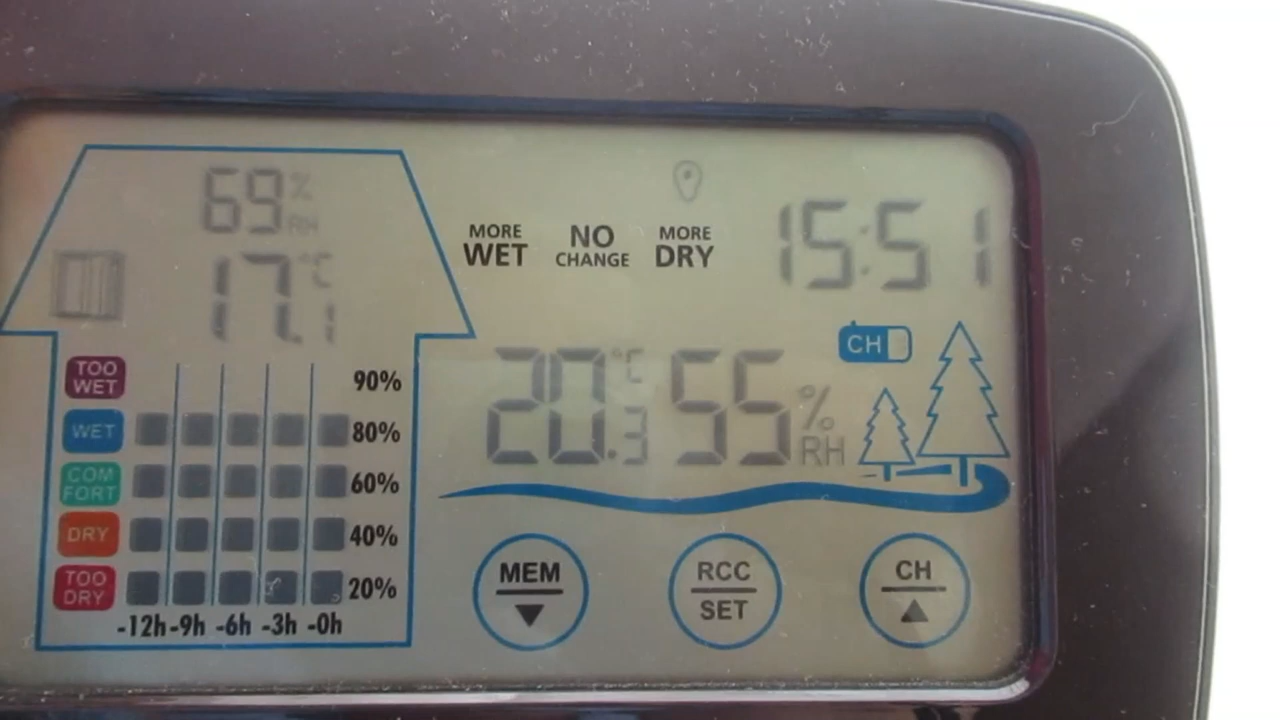 69% RH
17.1 °C
MORE WET
NO CHANGE
MORE DRY
15:51
CH
20.3 °C 55% RH
TOO WET
90%
WET
80%
COM FORT
60%
DRY
40%
TOO DRY
20%
-12h -9h -6h -3h -0h
MEM
RCC
SET
CH